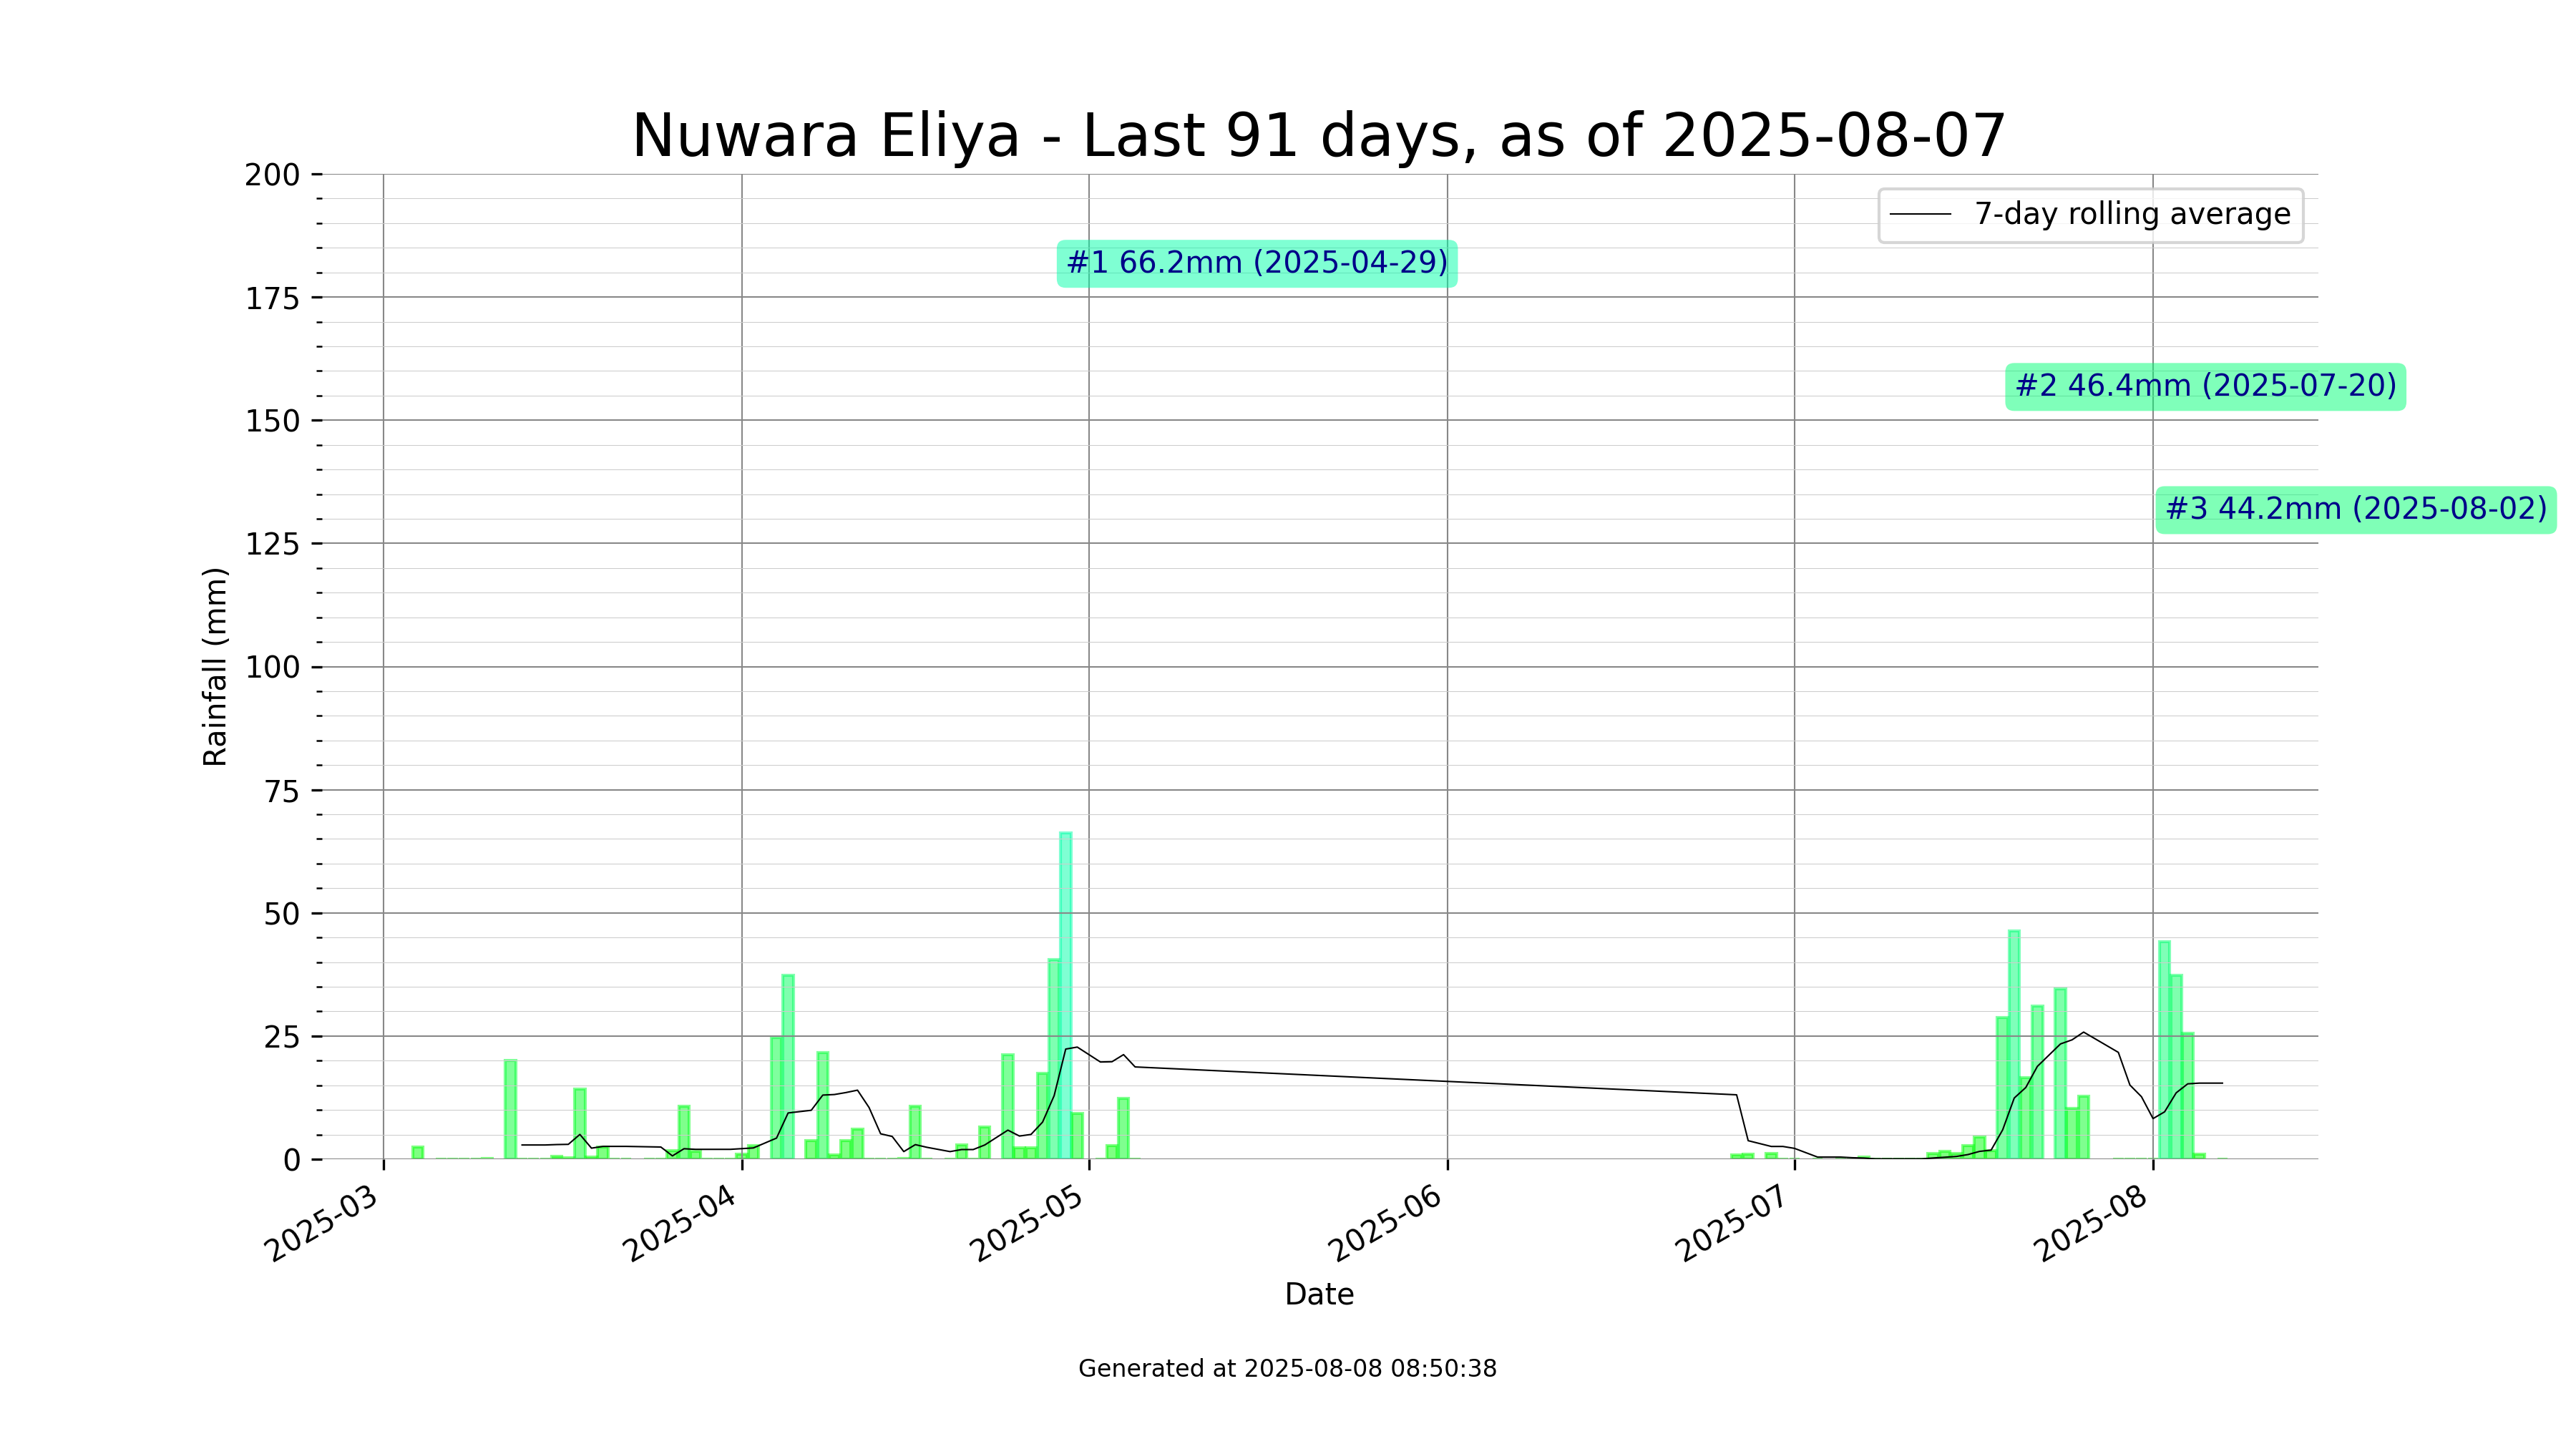 Nuwara Eliya - Last 91 days, as of 2025-08-07
200
175
150
125
100
75
50
25
0
Rainfall (mm)
7-day rolling average
#1 66.2mm (2025-04-29)
#2 46.4mm (2025-07-20)
#3 44.2mm (2025-08-02)
2025-03
2025-04
2025-05
2025-06
2025-07
2025-08
Date
Generated at 2025-08-08 08:50:38